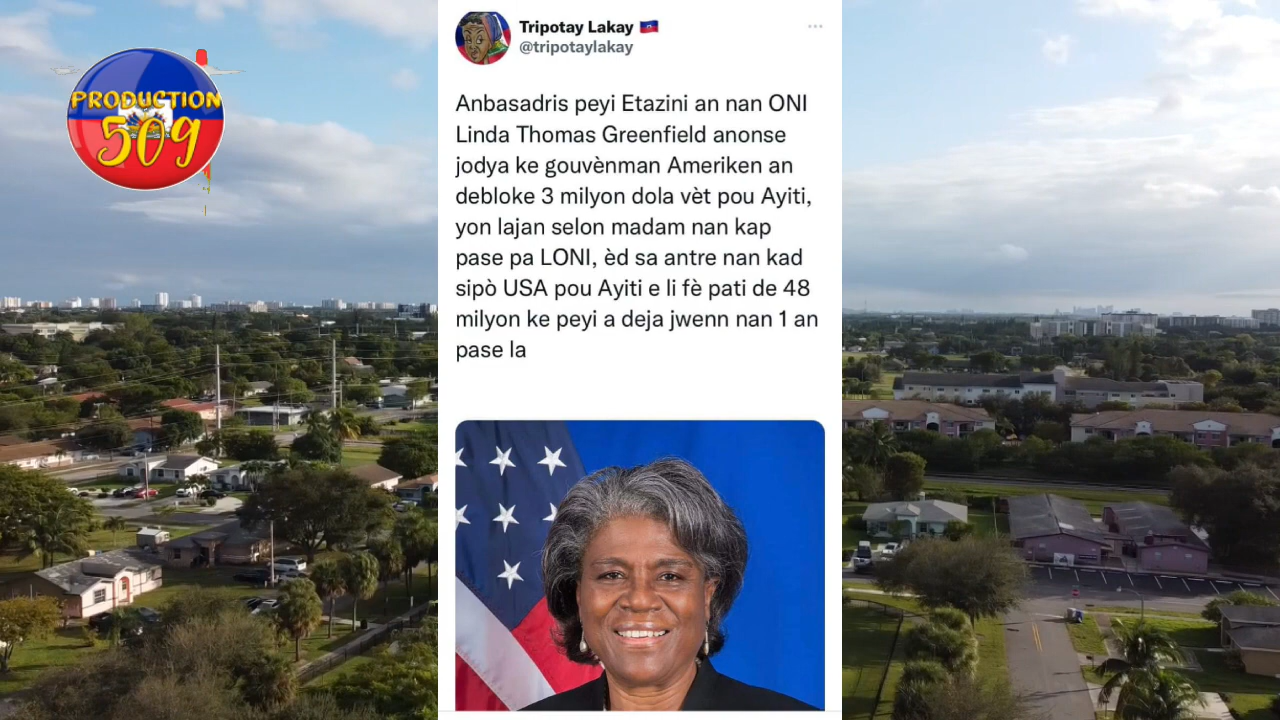 PRODUCTION
509
Tripotay Lakay 🇭🇹
@tripotaylakay
Anbasadris peyi Etazini an nan ONI
Linda Thomas Greenfield anonse
jodya ke gouvènman Ameriken an
debloke 3 milyon dola vèt pou Ayiti,
yon lajan selon madam nan kap
pase pa LONI, èd sa antre nan kad
sipò USA pou Ayiti e li fè pati de 48
milyon ke peyi a deja jwenn nan 1 an
pase la